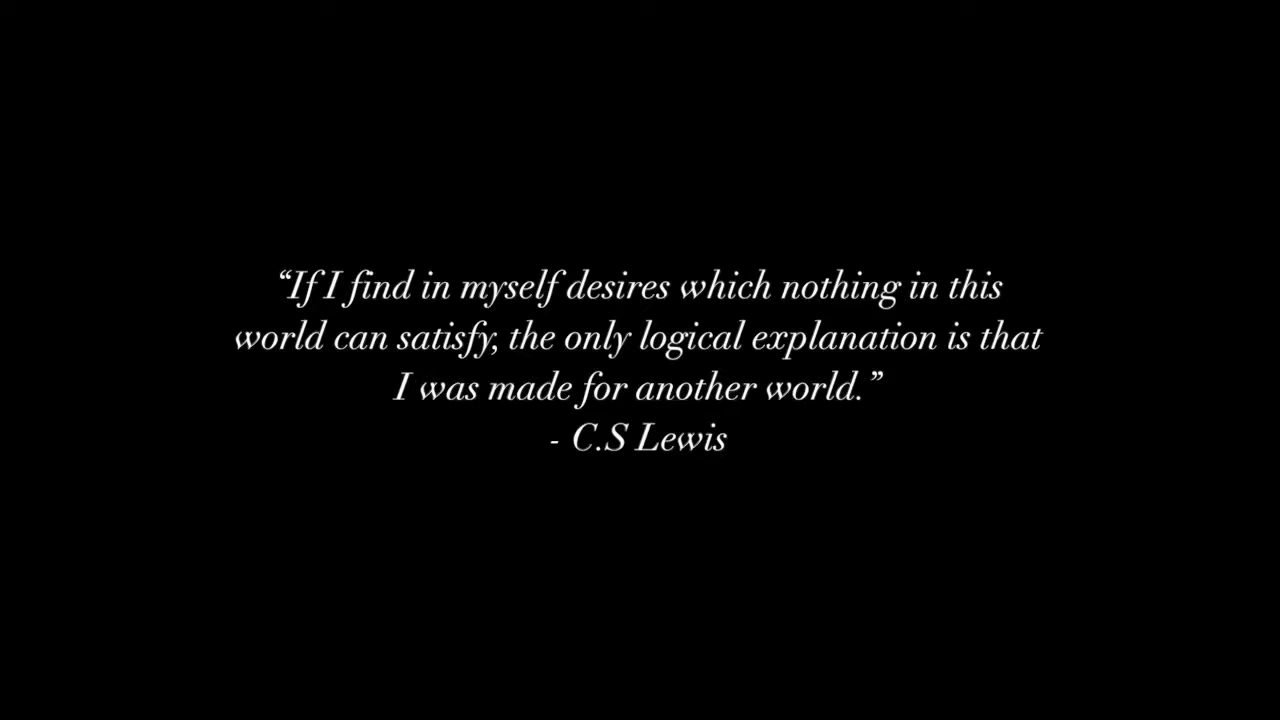 “If I find in myself desires which nothing in this
world can satisfy, the only logical explanation is that
I was made for another world.”
- C.S Lewis